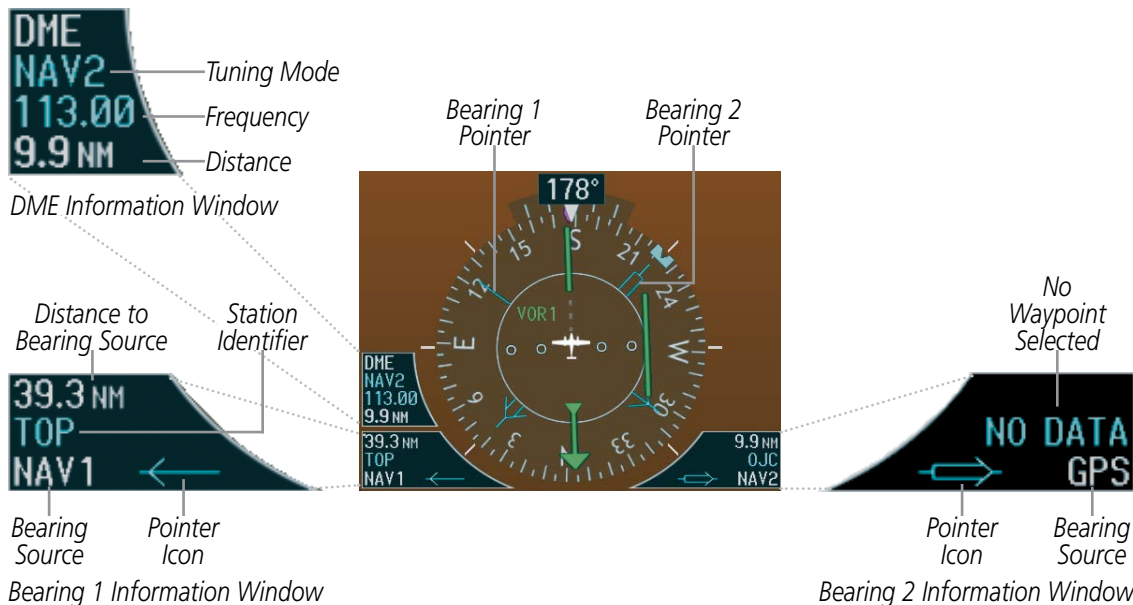 DME
NAV2
113.00
9.9 NM
Tuning Mode
Frequency
Distance
DME Information Window
Bearing 1
Pointer
Bearing 2
Pointer
178°
S
21
24
W
30
33
N
3
6
E
12
15
VOR1
DME
NAV2
113.00
9.9 NM
39.3 NM
TOP
NAV1
9.9 NM
OJC
NAV2
Distance to
Bearing Source
Station
Identifier
39.3 NM
TOP
NAV1
Bearing
Source
Pointer
Icon
Bearing 1 Information Window
No
Waypoint
Selected
NO DATA
GPS
Pointer
Icon
Bearing
Source
Bearing 2 Information Window